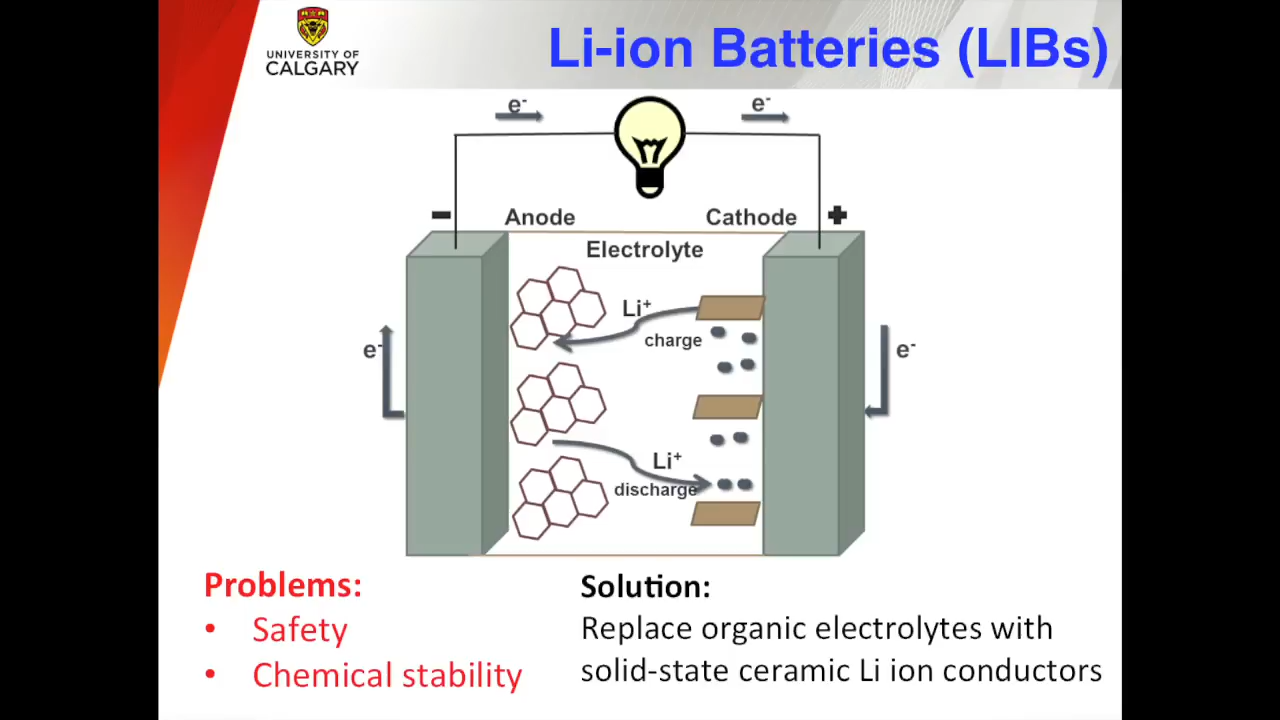 UNIVERSITY OF
CALGARY
Li-ion Batteries (LIBs)
e-
e-
- Anode Cathode +
Electrolyte
Li+
charge
e-
e-
Li+
discharge
Problems:
• Safety
• Chemical stability
Solution:
Replace organic electrolytes with
solid-state ceramic Li ion conductors